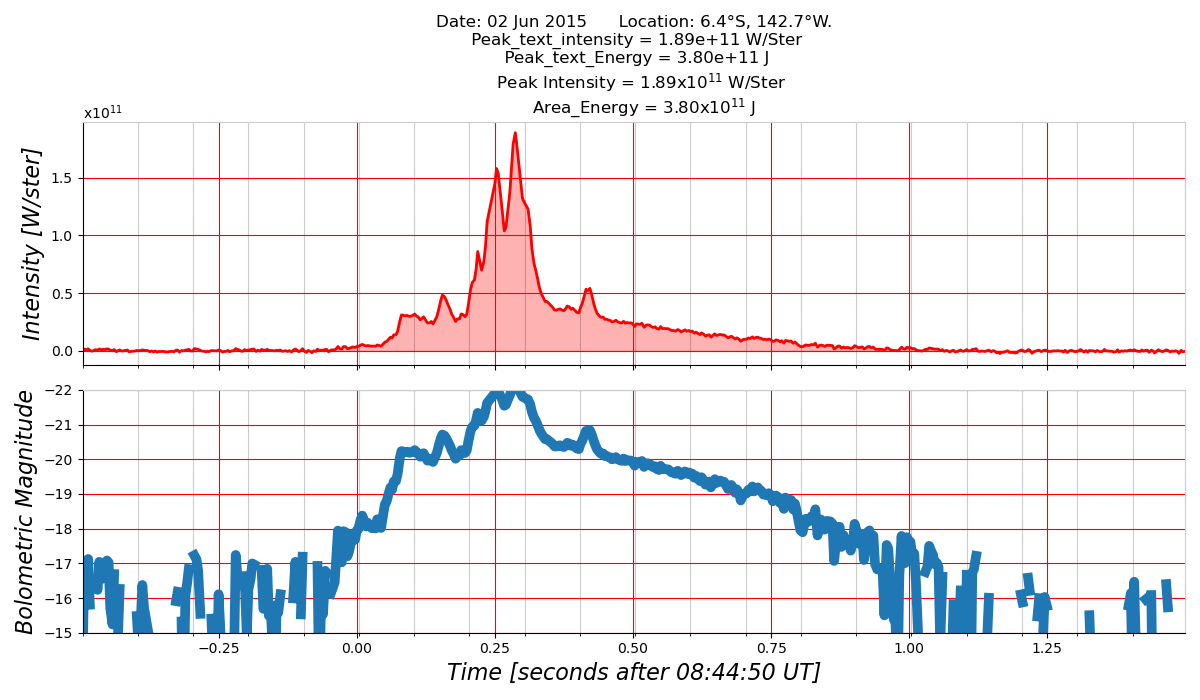 Date: 02 Jun 2015      Location: 6.4°S, 142.7°W.
Peak_text_intensity = 1.89e+11 W/Ster
Peak_text_Energy = 3.80e+11 J
Peak Intensity = 1.89x10¹¹ W/Ster
Area_Energy = 3.80x10¹¹ J
x10¹¹
Intensity [W/ster]
1.5
1.0
0.5
0.0
Bolometric Magnitude
−22
−21
−20
−19
−18
−17
−16
−15
−0.25 0.00 0.25 0.50 0.75 1.00 1.25
Time [seconds after 08:44:50 UT]